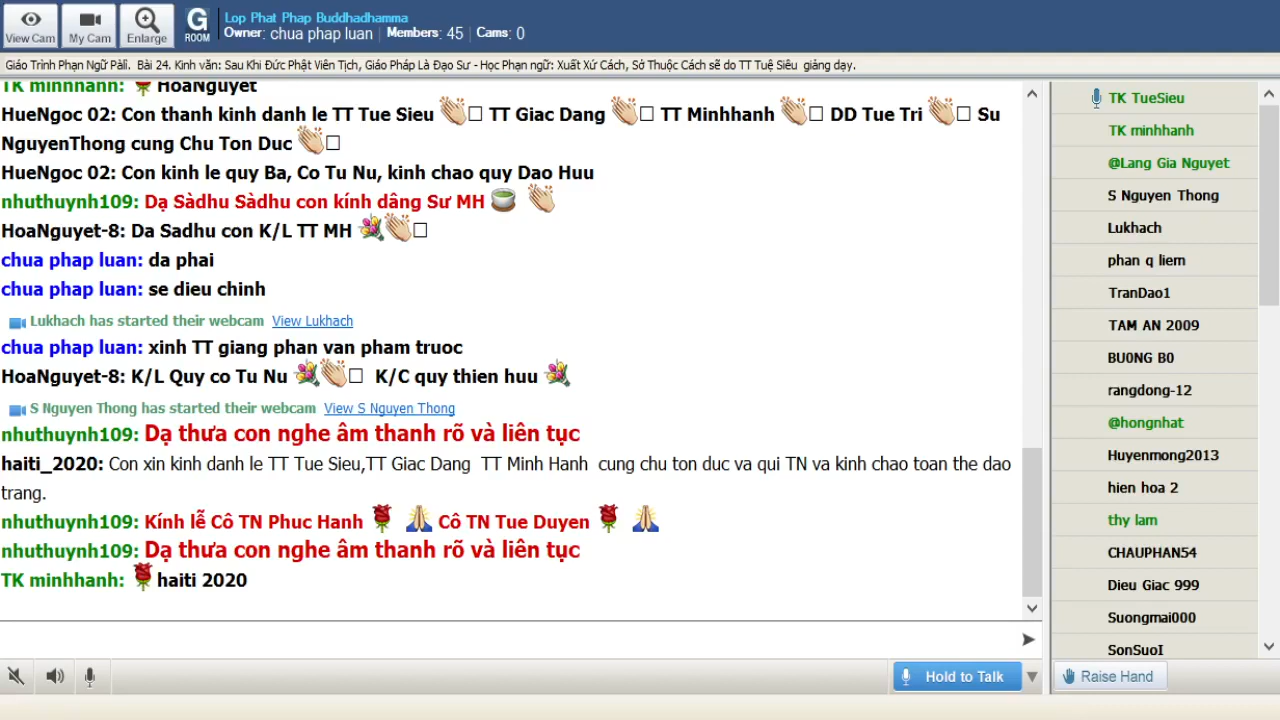 View Cam
My Cam
Enlarge
G
ROOM
Lop Phat Phap Buddhadhamma
Owner: chua phap luan | Members: 45 | Cams: 0
Giáo Trình Phạn Ngữ Pàli. Bài 24. Kinh văn: Sau Khi Đức Phật Viên Tịch, Giáo Pháp Là Đạo Sư - Học Phạn ngữ: Xuất Xứ Cách, Sở Thuộc Cách sẽ do TT Tuệ Siêu giảng dạy.
TK minhhanh: HoaNguyet
HueNgoc 02: Con thanh kinh danh le TT Tue Sieu TT Giac Dang TT Minhhanh DD Tue Tri Su
NguyenThong cung Chu Ton Duc
HueNgoc 02: Con kinh le quy Ba, Co Tu Nu, kinh chao quy Dao Huu
nhuthuynh109: Dạ Sàdhu Sàdhu con kính dâng Sư MH
HoaNguyet-8: Da Sadhu con K/L TT MH
chua phap luan: da phai
chua phap luan: se dieu chinh
Lukhach has started their webcam View Lukhach
chua phap luan: xinh TT giang phan van pham truoc
HoaNguyet-8: K/L Quy co Tu Nu K/C quy thien huu
S Nguyen Thong has started their webcam View S Nguyen Thong
nhuthuynh109: Dạ thưa con nghe âm thanh rõ và liên tục
haiti_2020: Con xin kinh danh le TT Tue Sieu,TT Giac Dang TT Minh Hanh cung chu ton duc va qui TN va kinh chao toan the dao
trang.
nhuthuynh109: Kính lễ Cô TN Phuc Hanh Cô TN Tue Duyen
nhuthuynh109: Dạ thưa con nghe âm thanh rõ và liên tục
TK minhhanh: haiti 2020
Hold to Talk
TK TueSieu
TK minhhanh
@Lang Gia Nguyet
S Nguyen Thong
Lukhach
phan q liem
TranDao1
TAM AN 2009
BU0NG B0
rangdong-12
@hongnhat
Huyenmong2013
hien hoa 2
thy lam
CHAUPHAN54
Dieu Giac 999
Suongmai000
SonSuoI
Raise Hand